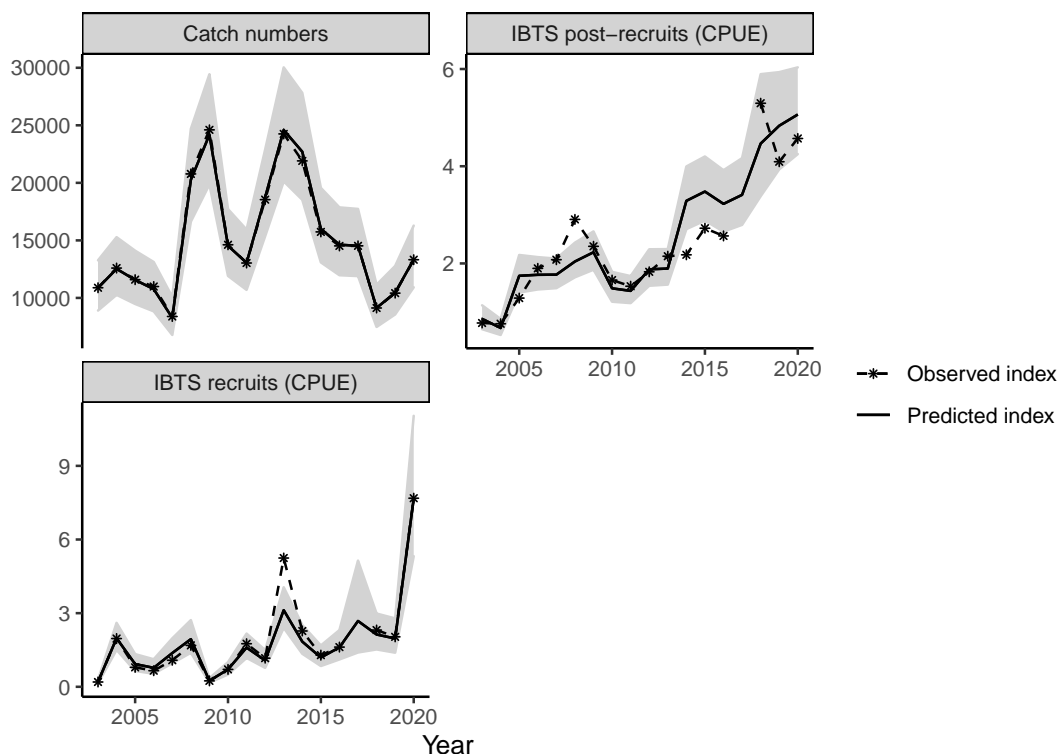 Catch numbers
IBTS post−recruits (CPUE)
30000
25000
20000
15000
10000
6
4
2
2005 2010 2015 2020
IBTS recruits (CPUE)
9
6
3
0
2005 2010 2015 2020
Year
Observed index
Predicted index